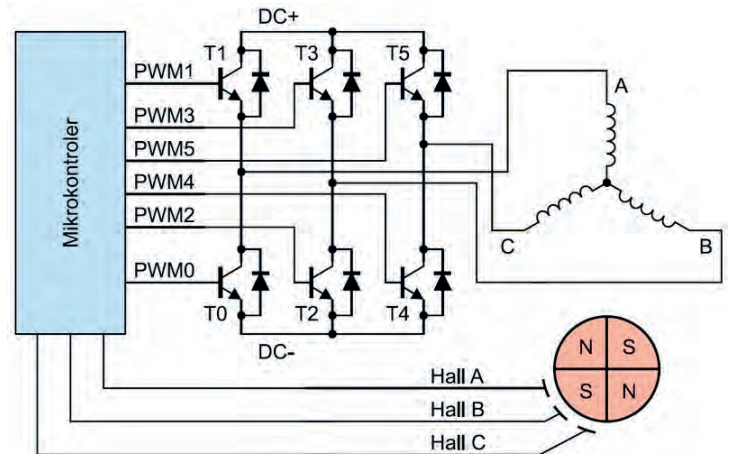 DC+
T1 T3 T5
PWM1
PWM3
PWM5
PWM4
PWM2
PWM0
Mikrokontroler
T0 T2 T4
DC-
A
C
B
N S
S N
Hall A
Hall B
Hall C